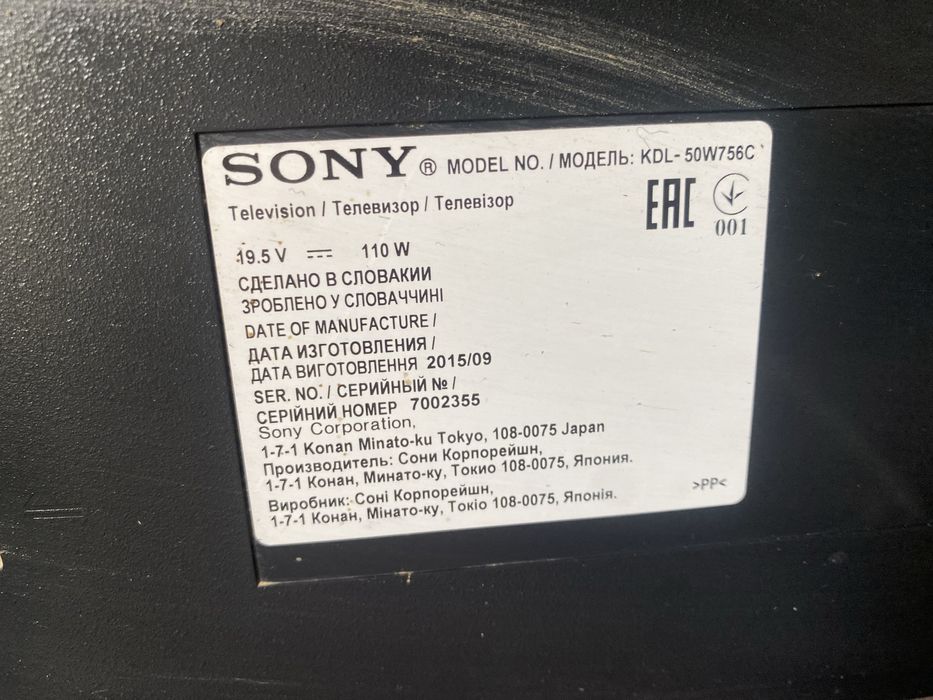 SONY® MODEL NO. / МОДЕЛЬ: KDL- 50W756C
Television / Телевизор / Телевізор
EAC
001
19.5 V ⎓ 110 W
СДЕЛАНО В СЛОВАКИИ
ЗРОБЛЕНО У СЛОВАЧЧИНІ
DATE OF MANUFACTURE /
ДАТА ИЗГОТОВЛЕНИЯ /
ДАТА ВИГОТОВЛЕННЯ 2015/09
SER. NO. / СЕРИЙНЫЙ № /
СЕРІЙНИЙ НОМЕР 7002355
Sony Corporation,
1-7-1 Konan Minato-ku Tokyo, 108-0075 Japan
Производитель: Сони Корпорейшн,
1-7-1 Конан, Минато-ку, Токио 108-0075, Япония.
Виробник: Соні Корпорейшн,
1-7-1 Конан, Мінато-ку, Токіо 108-0075, Японія.
>PP<